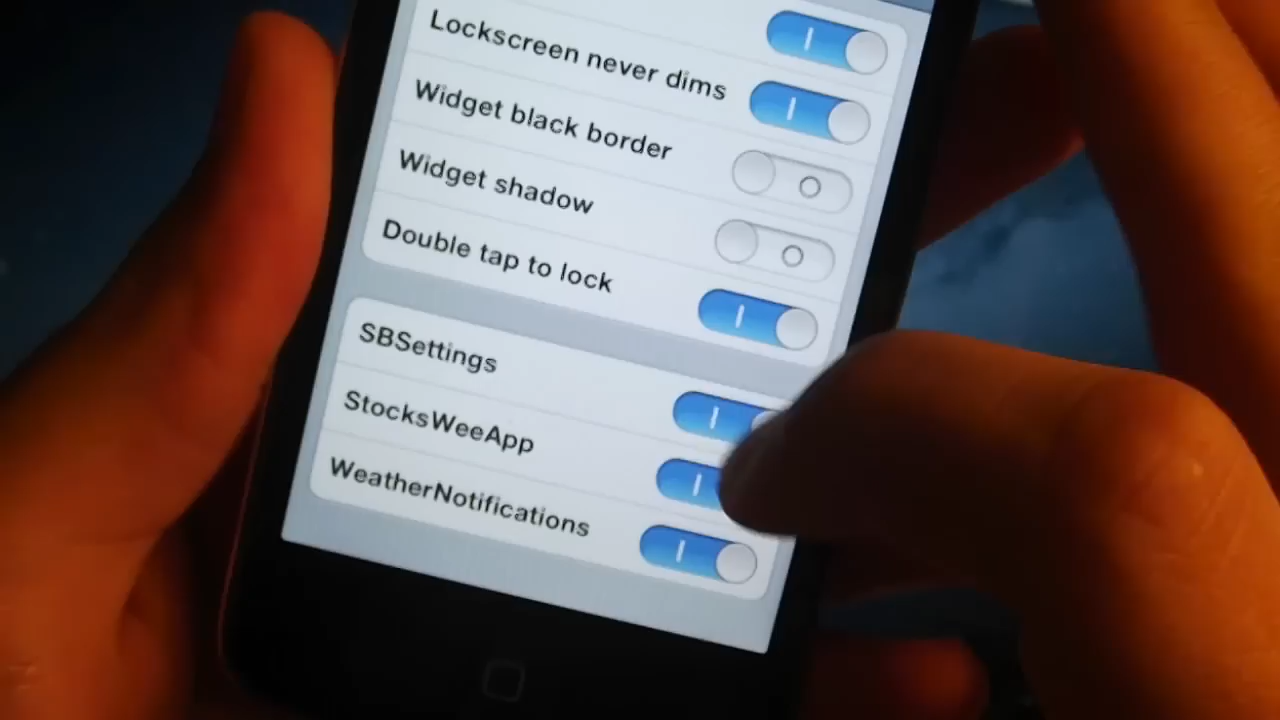 Lockscreen never dims
Widget black border
Widget shadow
Double tap to lock
SBSettings
StocksWeeApp
WeatherNotifications